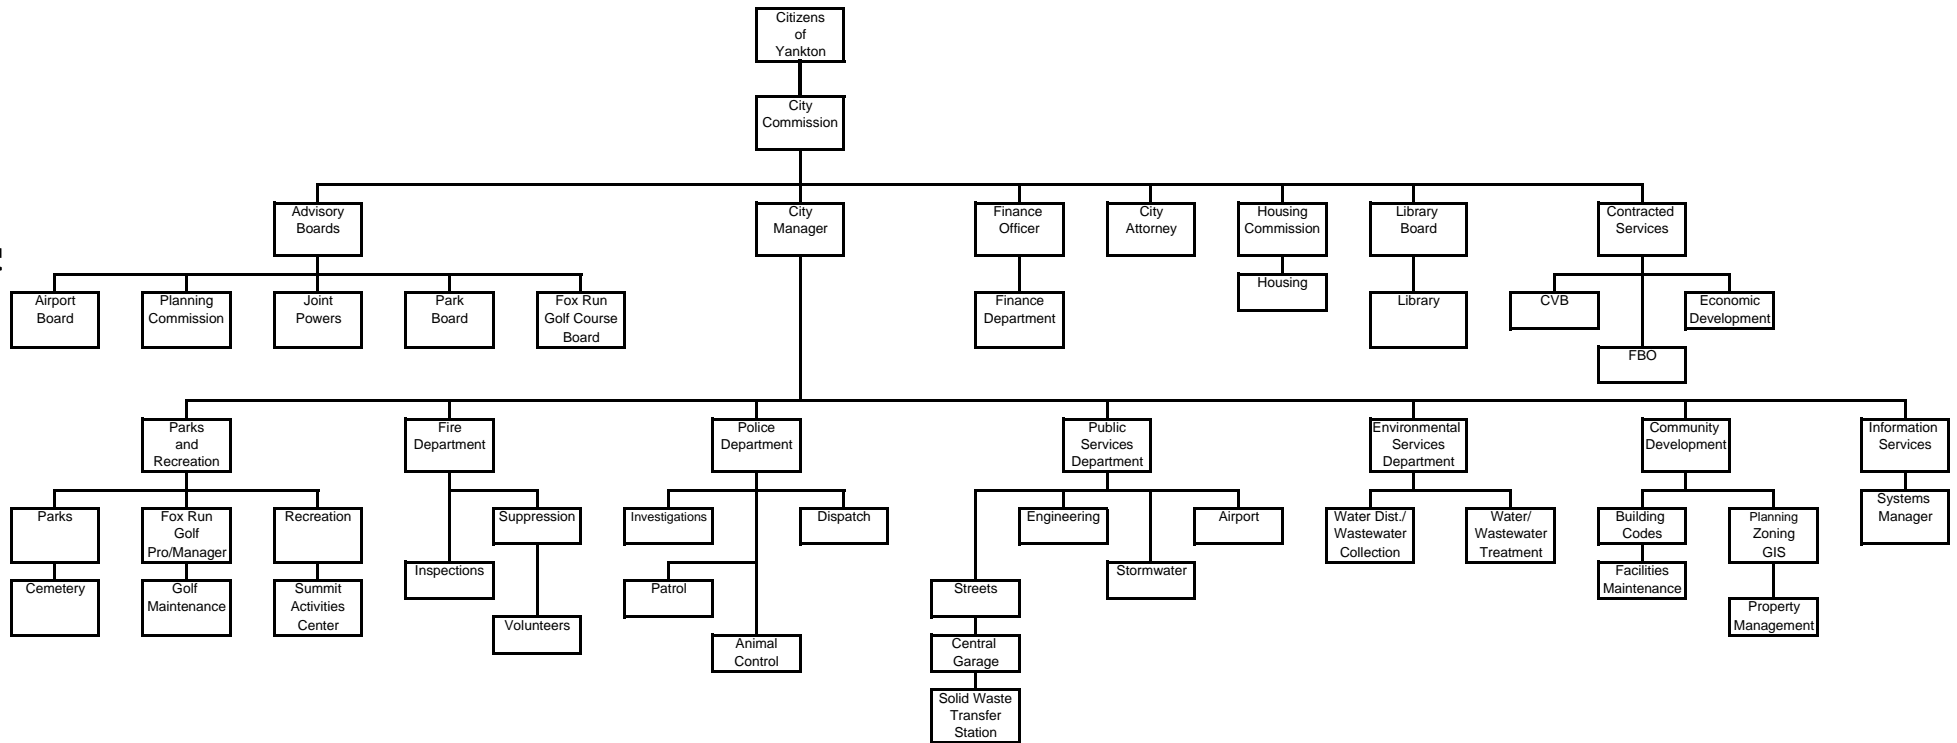 Citizens
of
Yankton
City
Commission
Advisory
Boards
City
Manager
Finance
Officer
City
Attorney
Housing
Commission
Library
Board
Contracted
Services
Airport
Board
Planning
Commission
Joint
Powers
Park
Board
Fox Run
Golf Course
Board
Finance
Department
Housing
Library
CVB
Economic
Development
FBO
Parks
and
Recreation
Fire
Department
Police
Department
Public
Services
Department
Environmental
Services
Department
Community
Development
Information
Services
Parks
Fox Run
Golf
Pro/Manager
Recreation
Suppression
Investigations
Dispatch
Engineering
Airport
Water Dist./
Wastewater
Collection
Water/
Wastewater
Treatment
Building
Codes
Planning
Zoning
GIS
Systems
Manager
Cemetery
Golf
Maintenance
Summit
Activities
Center
Inspections
Volunteers
Patrol
Animal
Control
Streets
Stormwater
Central
Garage
Solid Waste
Transfer
Station
Facilities
Maintenance
Property
Management